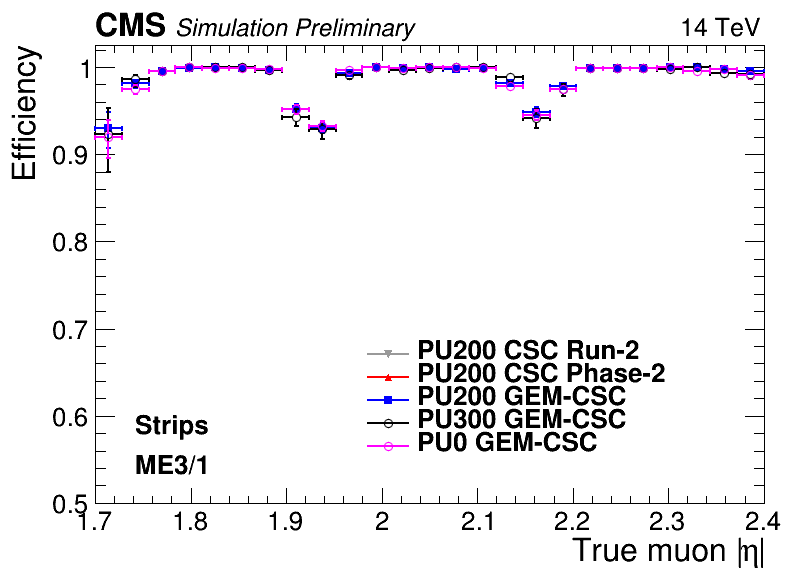 CMS Simulation Preliminary 14 TeV
Efficiency
1
0.9
0.8
0.7
0.6
0.5
PU200 CSC Run-2
PU200 CSC Phase-2
PU200 GEM-CSC
PU300 GEM-CSC
PU0 GEM-CSC
Strips
ME3/1
1.7 1.8 1.9 2 2.1 2.2 2.3 2.4
True muon |η|